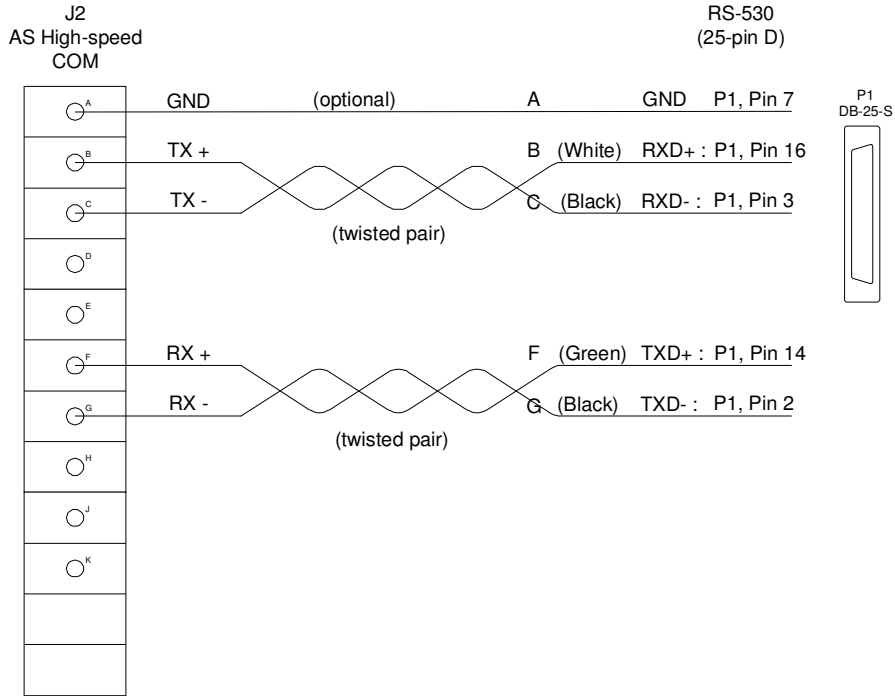 J2
AS High-speed
COM
RS-530
(25-pin D)
P1
DB-25-S
A GND (optional) A GND P1, Pin 7
B TX + B (White) RXD+ : P1, Pin 16
C TX - C (Black) RXD- : P1, Pin 3
(twisted pair)
D
E
F RX + F (Green) TXD+ : P1, Pin 14
G RX - G (Black) TXD- : P1, Pin 2
(twisted pair)
H
J
K